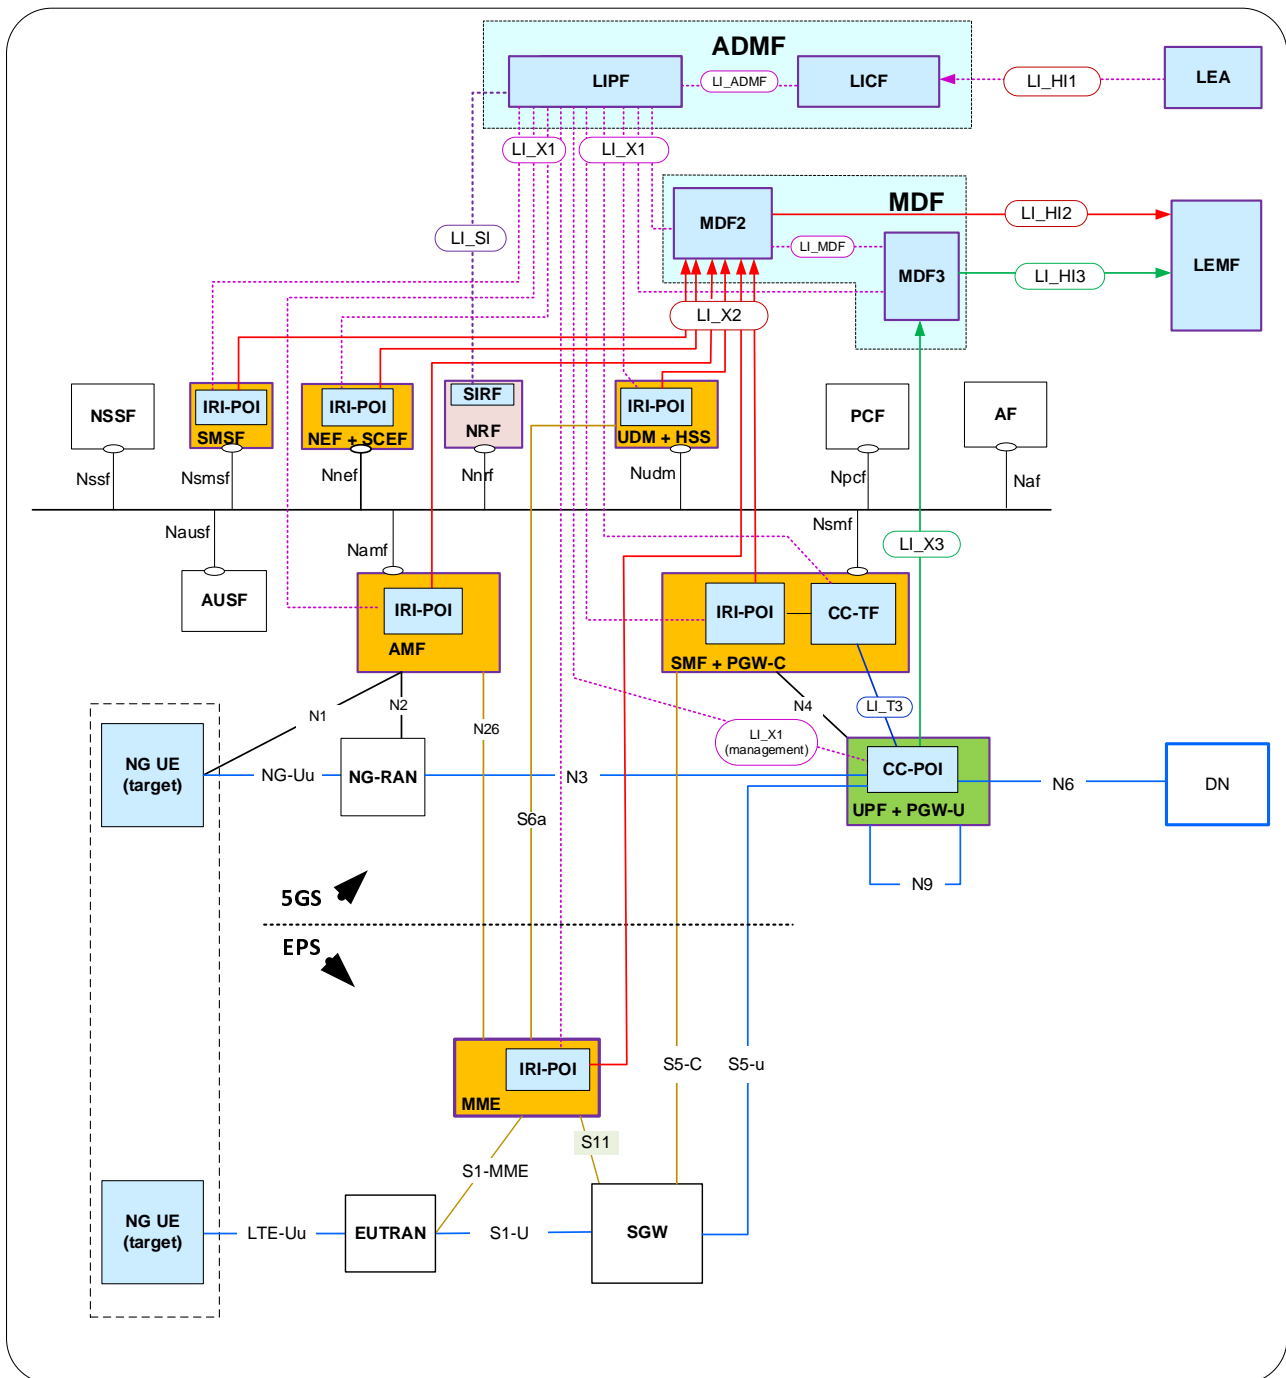 ADMF
LIPF
LI_ADMF
LICF
LI_HI1
LEA
LI_X1
LI_X1
MDF
MDF2
LI_HI2
LI_SI
LI_MDF
LEMF
MDF3
LI_HI3
LI_X2
NSSF
IRI-POI
SMSF
IRI-POI
NEF + SCEF
SIRF
NRF
IRI-POI
UDM + HSS
PCF
AF
Nssf
Nsmsf
Nnef
Nnrf
Nudm
Npcf
Naf
Nausf
Namf
Nsmf
LI_X3
AUSF
IRI-POI
AMF
IRI-POI
CC-TF
SMF + PGW-C
N1
N2
N26
N4
LI_T3
LI_X1
(management)
NG UE
(target)
NG-Uu
NG-RAN
N3
CC-POI
UPF + PGW-U
N6
DN
S6a
N9
5GS
EPS
IRI-POI
MME
S5-C
S5-u
S11
S1-MME
NG UE
(target)
LTE-Uu
EUTRAN
S1-U
SGW